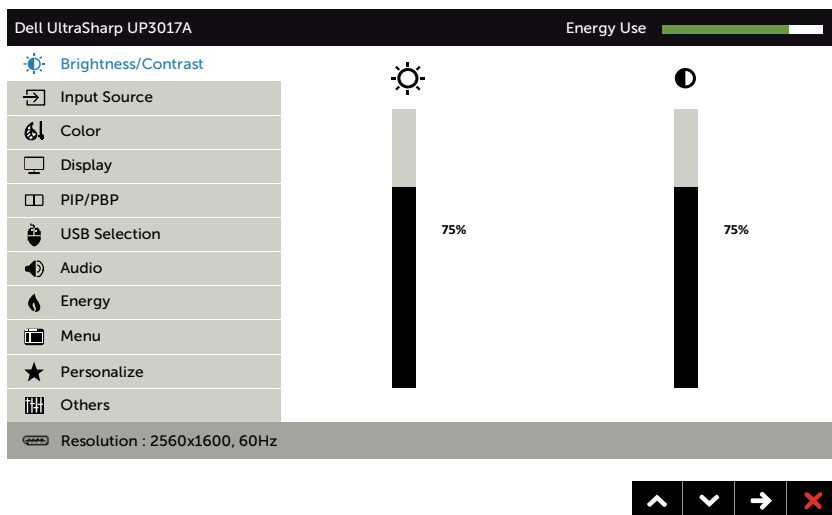 Dell UltraSharp UP3017A
Energy Use
Brightness/Contrast
Input Source
Color
Display
PIP/PBP
USB Selection
Audio
Energy
Menu
Personalize
Others
75%
75%
Resolution : 2560x1600, 60Hz